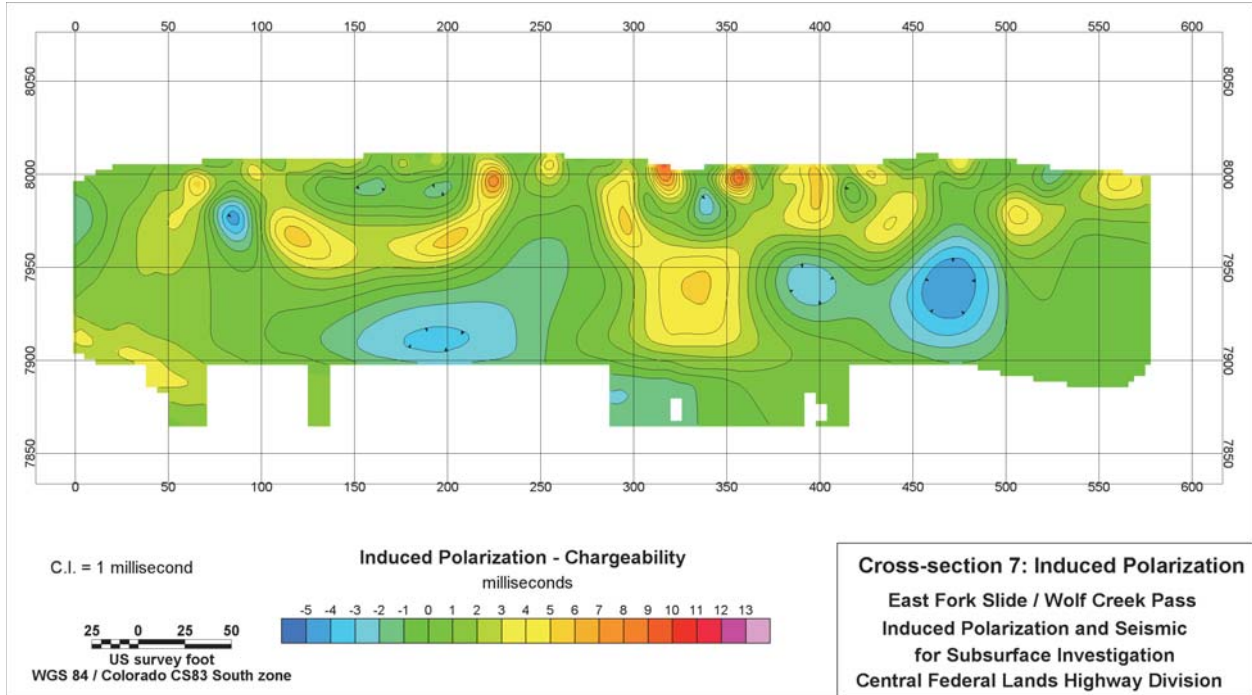 0 50 100 150 200 250 300 350 400 450 500 550 600
8050 8050
8000 8000
7950 7950
7900 7900
7850 7850
0 50 100 150 200 250 300 350 400 450 500 550 600
C.I. = 1 millisecond
25 0 25 50
US survey foot
WGS 84 / Colorado CS83 South zone
Induced Polarization - Chargeability
milliseconds
-5 -4 -3 -2 -1 0 1 2 3 4 5 6 7 8 9 10 11 12 13
Cross-section 7: Induced Polarization
East Fork Slide / Wolf Creek Pass
Induced Polarization and Seismic
for Subsurface Investigation
Central Federal Lands Highway Division